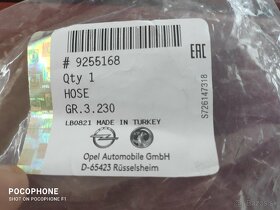 # 9255168
Qty 1
HOSE
GR.3.230
LB0821 MADE IN TURKEY
Opel Automobile GmbH
D-65423 Rüsselsheim
EAC
S726147318
POCOPHONE
SHOT ON POCOPHONE F1